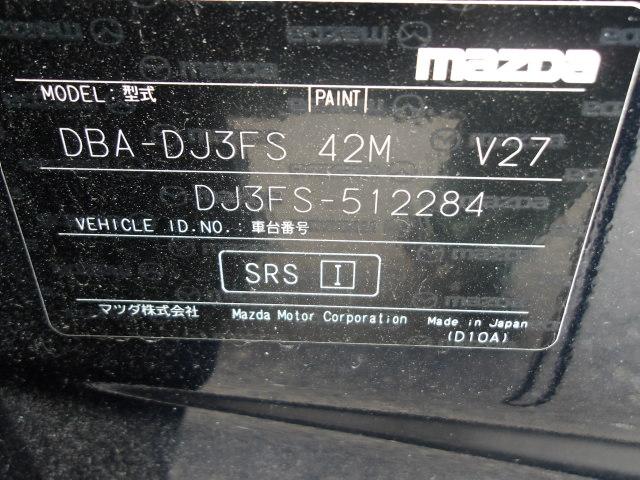 mazda
MODEL: 型式 PAINT
DBA-DJ3FS 42M V27
DJ3FS-512284
VEHICLE ID.NO.: 車台番号
SRS I
マツダ株式会社 Mazda Motor Corporation Made in Japan
(D10A)